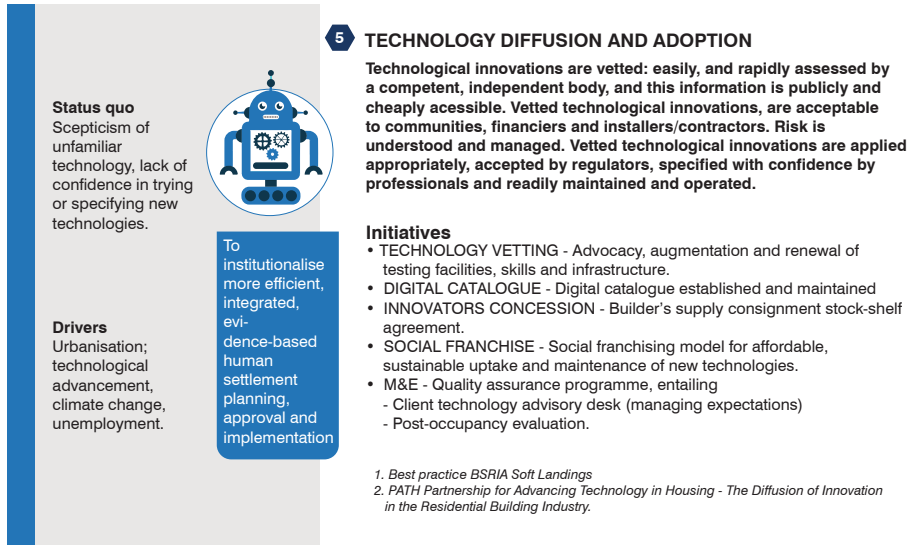 5 TECHNOLOGY DIFFUSION AND ADOPTION
Technological innovations are vetted: easily, and rapidly assessed by
a competent, independent body, and this information is publicly and
cheaply acessible. Vetted technological innovations, are acceptable
to communities, financiers and installers/contractors. Risk is
understood and managed. Vetted technological innovations are applied
appropriately, accepted by regulators, specified with confidence by
professionals and readily maintained and operated.
Status quo
Scepticism of
unfamiliar
technology, lack of
confidence in trying
or specifying new
technologies.
Drivers
Urbanisation;
technological
advancement,
climate change,
unemployment.
To
institutionalise
more efficient,
integrated,
evi-
dence-based
human
settlement
planning,
approval and
implementation
Initiatives
• TECHNOLOGY VETTING - Advocacy, augmentation and renewal of
testing facilities, skills and infrastructure.
• DIGITAL CATALOGUE - Digital catalogue established and maintained
• INNOVATORS CONCESSION - Builder's supply consignment stock-shelf
agreement.
• SOCIAL FRANCHISE - Social franchising model for affordable,
sustainable uptake and maintenance of new technologies.
• M&E - Quality assurance programme, entailing
- Client technology advisory desk (managing expectations)
- Post-occupancy evaluation.
1. Best practice BSRIA Soft Landings
2. PATH Partnership for Advancing Technology in Housing - The Diffusion of Innovation
in the Residential Building Industry.